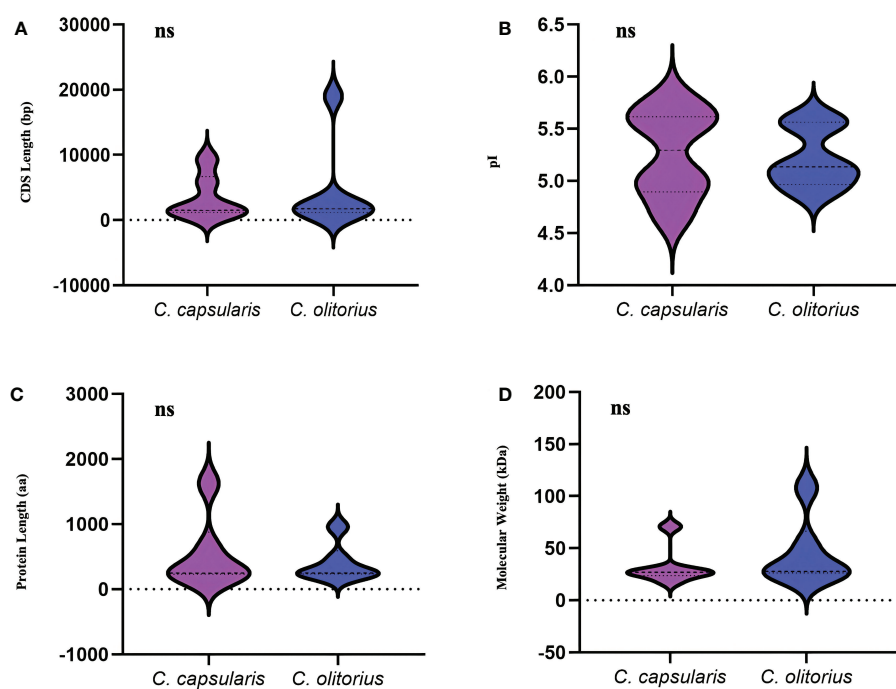 A
ns
CDS Length (bp)
30000
20000
10000
0
-10000
C. capsularis
C. olitorius
B
ns
pI
6.5
6.0
5.5
5.0
4.5
4.0
C. capsularis
C. olitorius
C
ns
Protein Length (aa)
3000
2000
1000
0
-1000
C. capsularis
C. olitorius
D
ns
Molecular Weight (kDa)
200
150
100
50
0
-50
C. capsularis
C. olitorius